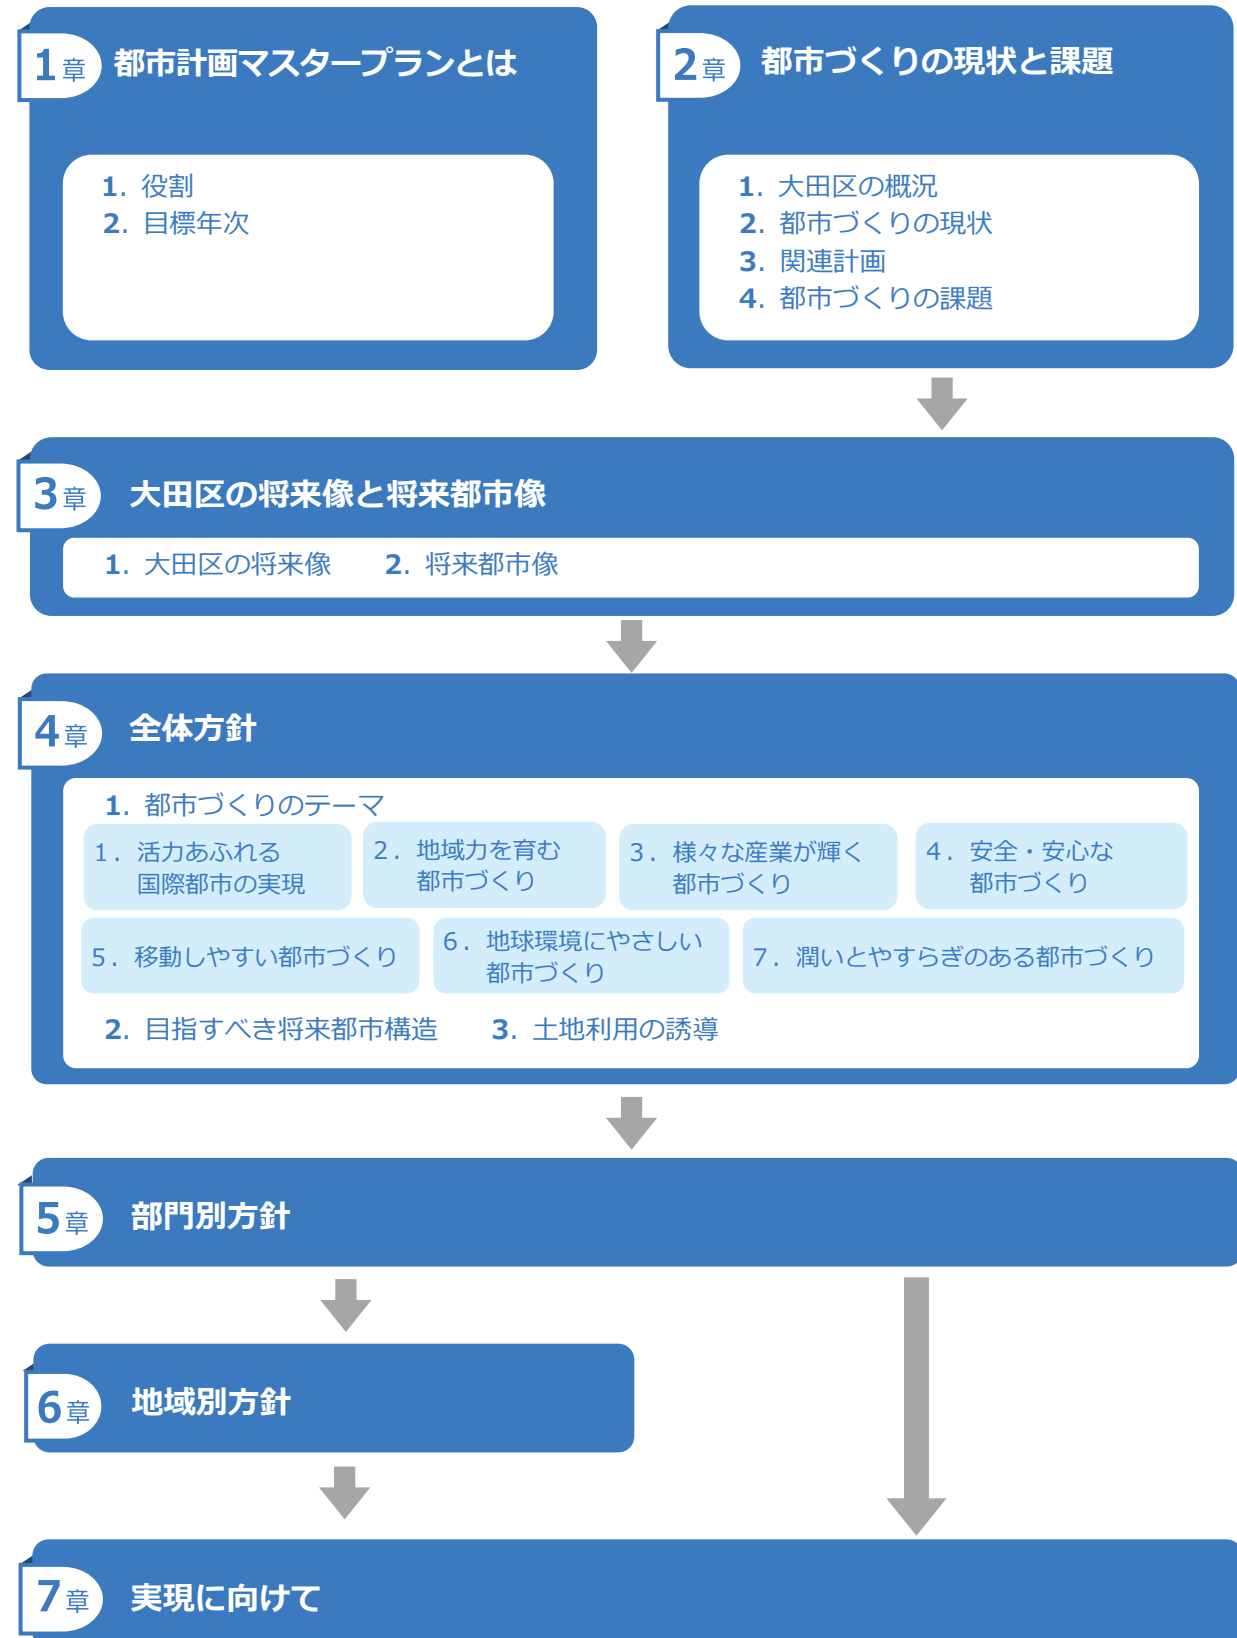 1章 都市計画マスタープランとは
1. 役割
2. 目標年次
2章 都市づくりの現状と課題
1. 大田区の概況
2. 都市づくりの現状
3. 関連計画
4. 都市づくりの課題
3章 大田区の将来像と将来都市像
1. 大田区の将来像 2. 将来都市像
4章 全体方針
1. 都市づくりのテーマ
1. 活力あふれる
国際都市の実現
2. 地域力を育む
都市づくり
3. 様々な産業が輝く
都市づくり
4. 安全・安心な
都市づくり
5. 移動しやすい都市づくり
6. 地球環境にやさしい
都市づくり
7. 潤いとやすらぎのある都市づくり
2. 目指すべき将来都市構造 3. 土地利用の誘導
5章 部門別方針
6章 地域別方針
7章 実現に向けて